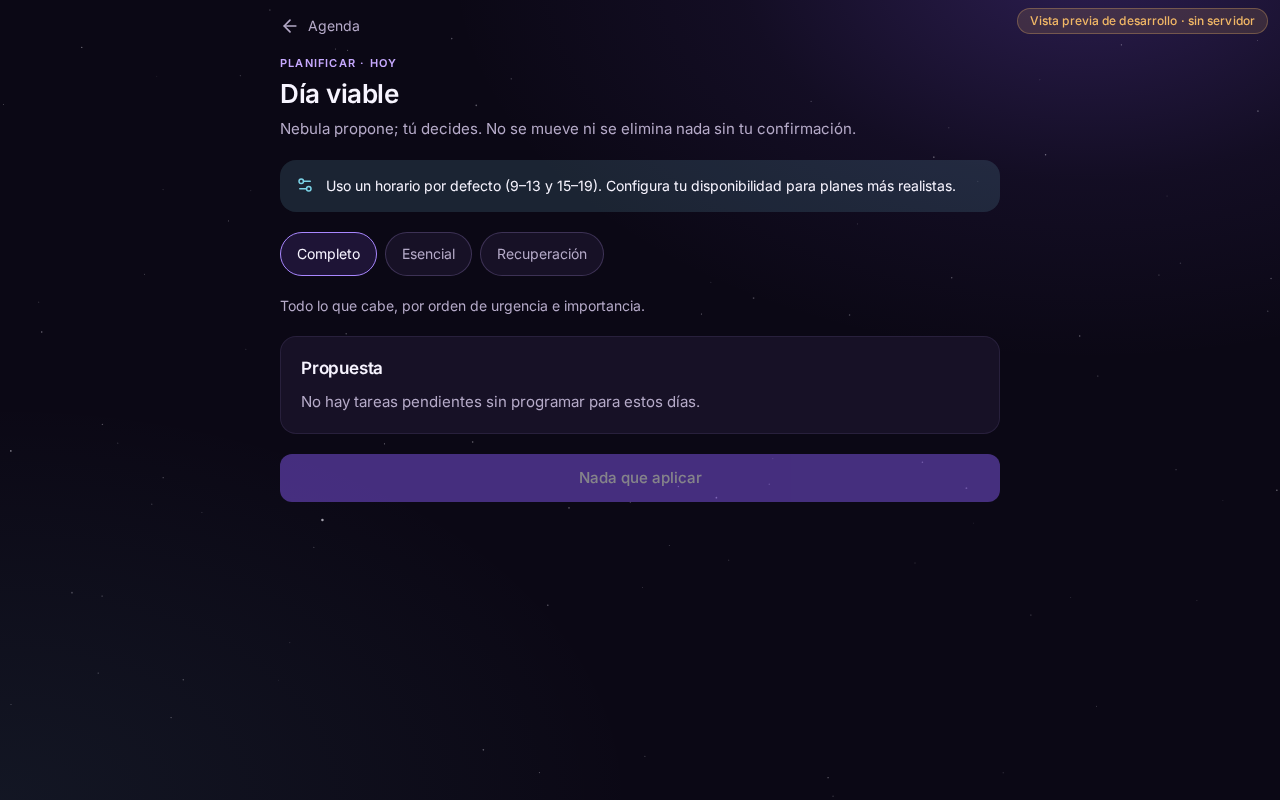 Agenda
Vista previa de desarrollo · sin servidor
PLANIFICAR · HOY
Día viable
Nebula propone; tú decides. No se mueve ni se elimina nada sin tu confirmación.
Uso un horario por defecto (9–13 y 15–19). Configura tu disponibilidad para planes más realistas.
Completo
Esencial
Recuperación
Todo lo que cabe, por orden de urgencia e importancia.
Propuesta
No hay tareas pendientes sin programar para estos días.
Nada que aplicar